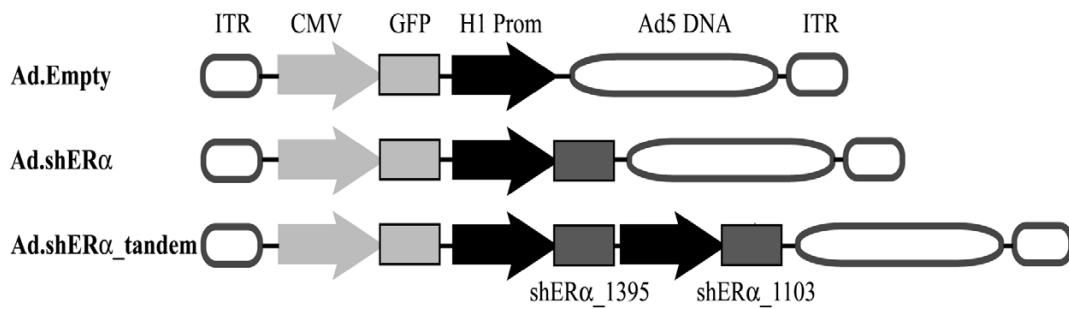 ITR CMV GFP H1 Prom Ad5 DNA ITR
Ad.Empty
Ad.shERα
Ad.shERα_tandem
shERα_1395 shERα_1103